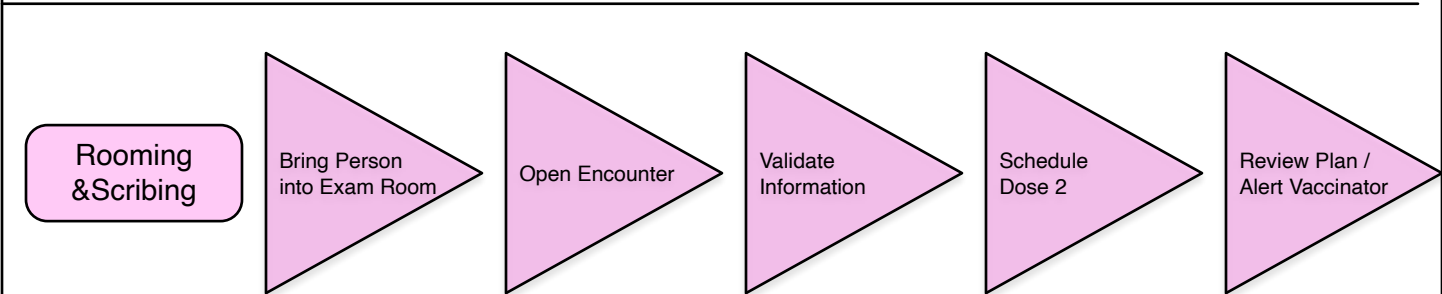 Rooming
&Scribing
Bring Person
into Exam Room
Open Encounter
Validate
Information
Schedule
Dose 2
Review Plan /
Alert Vaccinator